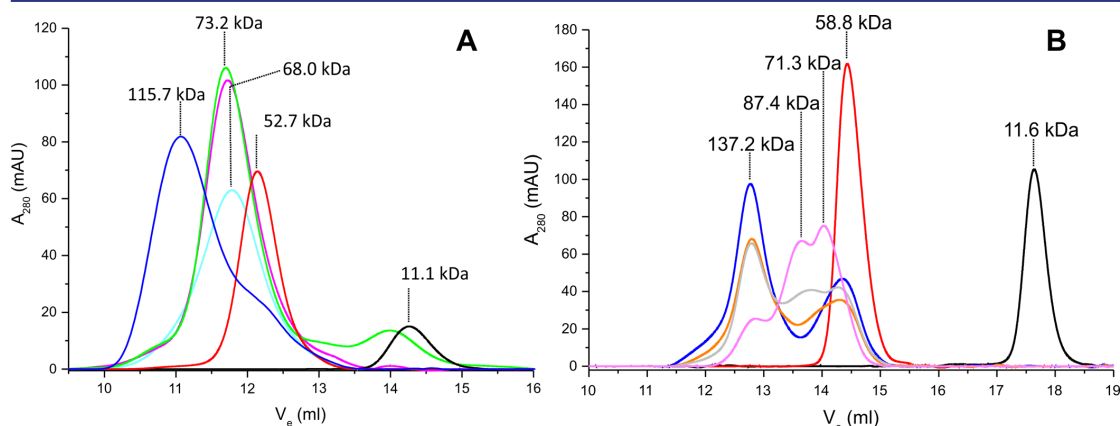 A
73.2 kDa
68.0 kDa
115.7 kDa
52.7 kDa
11.1 kDa
120
100
80
60
40
20
0
A280 (mAU)
10 11 12 13 14 15 16
Ve (ml)
B
58.8 kDa
71.3 kDa
87.4 kDa
137.2 kDa
11.6 kDa
180
160
140
120
100
80
60
40
20
0
A280 (mAU)
10 11 12 13 14 15 16 17 18 19
(ml)